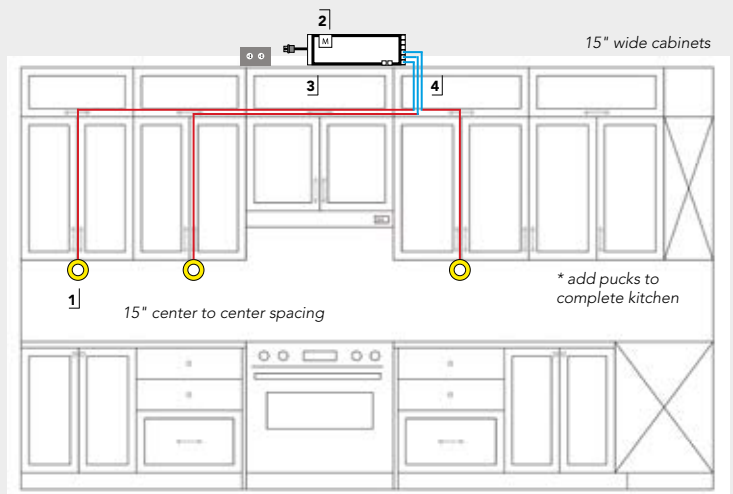 2
M
15" wide cabinets
3
4
* add pucks to
complete kitchen
1
15" center to center spacing